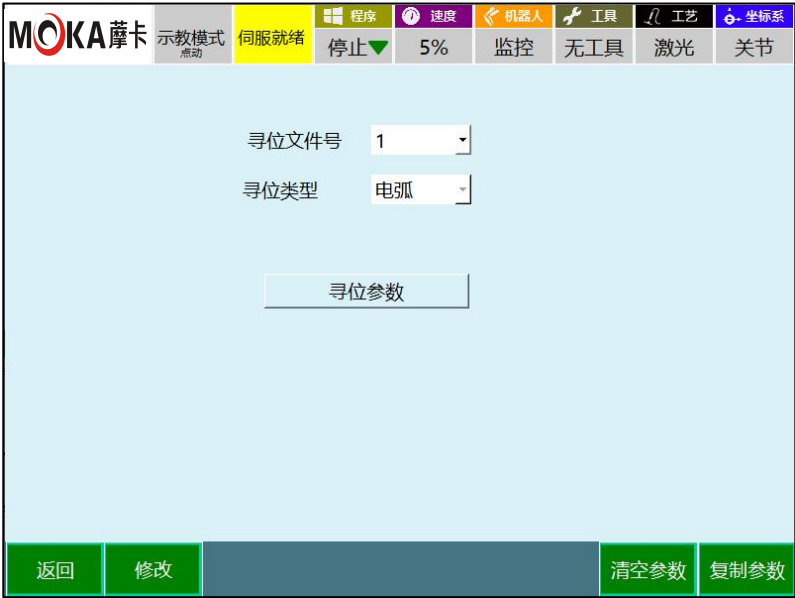 MOKA摩卡
示教模式
点动
伺服就绪
程序
停止
速度
5%
机器人
监控
工具
无工具
工艺
激光
坐标系
关节
寻位文件号 1
寻位类型 电弧
寻位参数
返回 修改 清空参数 复制参数